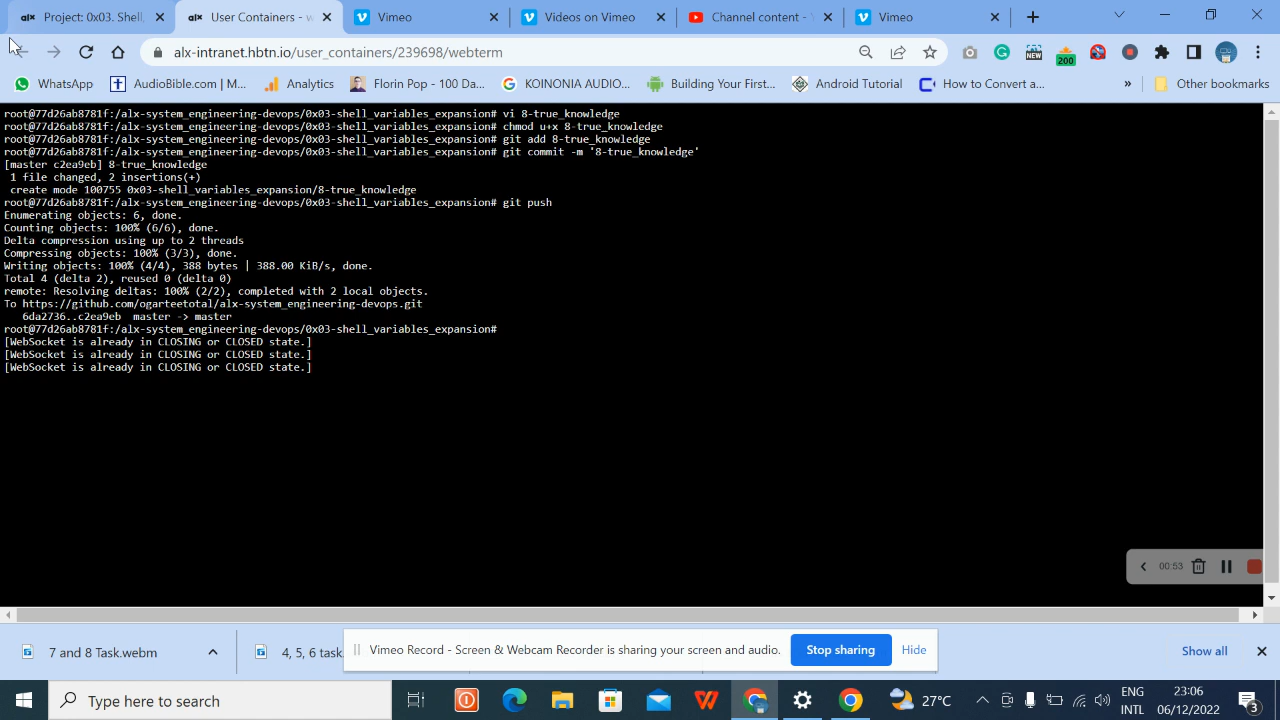 Project: 0x03. Shell,
User Containers - w
Vimeo
Videos on Vimeo
Channel content - 
Vimeo
alx-intranet.hbtn.io/user_containers/239698/webterm
200
NEW
WhatsApp
AudioBible.com | M...
Analytics
Florin Pop - 100 Da...
KOINONIA AUDIO...
Building Your First...
Android Tutorial
How to Convert a...
»
Other bookmarks
root@77d26ab8781f:/alx-system_engineering-devops/0x03-shell_variables_expansion# vi 8-true_knowledge
root@77d26ab8781f:/alx-system_engineering-devops/0x03-shell_variables_expansion# chmod u+x 8-true_knowledge
root@77d26ab8781f:/alx-system_engineering-devops/0x03-shell_variables_expansion# git add 8-true_knowledge
root@77d26ab8781f:/alx-system_engineering-devops/0x03-shell_variables_expansion# git commit -m '8-true_knowledge'
[master c2ea9eb] 8-true_knowledge
1 file changed, 2 insertions(+)
create mode 100755 0x03-shell_variables_expansion/8-true_knowledge
root@77d26ab8781f:/alx-system_engineering-devops/0x03-shell_variables_expansion# git push
Enumerating objects: 6, done.
Counting objects: 100% (6/6), done.
Delta compression using up to 2 threads
Compressing objects: 100% (3/3), done.
Writing objects: 100% (4/4), 388 bytes | 388.00 KiB/s, done.
Total 4 (delta 2), reused 0 (delta 0)
remote: Resolving deltas: 100% (2/2), completed with 2 local objects.
To https://github.com/ogarteetotal/alx-system_engineering-devops.git
6da2736..c2ea9eb  master -> master
root@77d26ab8781f:/alx-system_engineering-devops/0x03-shell_variables_expansion#
[WebSocket is already in CLOSING or CLOSED state.]
[WebSocket is already in CLOSING or CLOSED state.]
[WebSocket is already in CLOSING or CLOSED state.]
00:53
7 and 8 Task.webm
4, 5, 6 task.
Vimeo Record - Screen & Webcam Recorder is sharing your screen and audio.
Stop sharing
Hide
Show all
Type here to search
27°C
ENG
INTL
23:06
06/12/2022
3